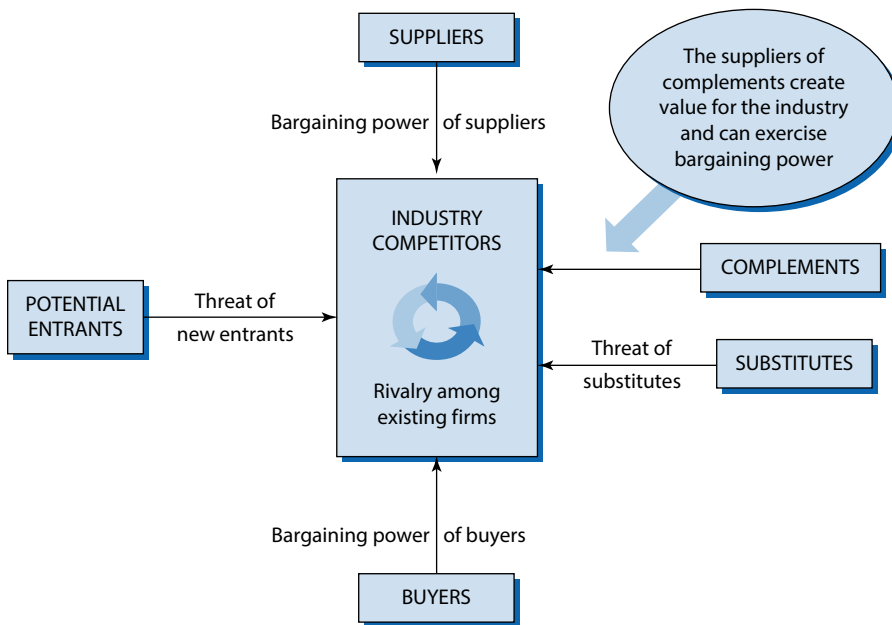 SUPPLIERS
The suppliers of
complements create
value for the industry
and can exercise
bargaining power
Bargaining power of suppliers
INDUSTRY
COMPETITORS
COMPLEMENTS
POTENTIAL
ENTRANTS
Threat of
new entrants
Threat of
substitutes
SUBSTITUTES
Rivalry among
existing firms
Bargaining power of buyers
BUYERS